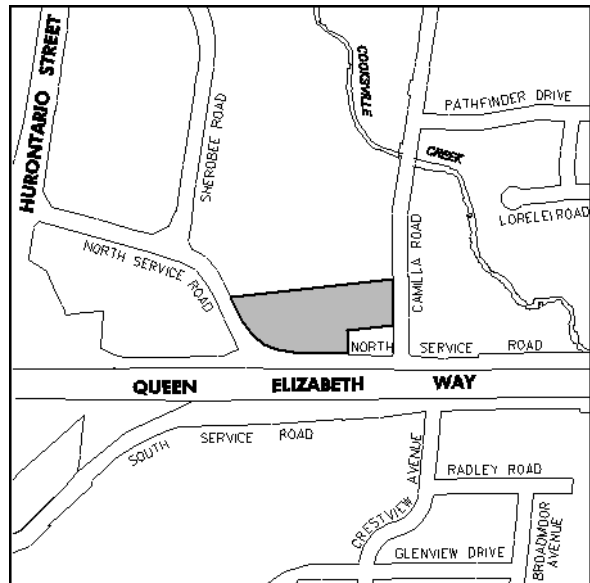 HURONTARIO STREET
SHEROBEE ROAD
COOKSVILLE
CREEK
PATHFINDER DRIVE
LORELEI ROAD
CAMILLA ROAD
NORTH SERVICE ROAD
NORTH SERVICE ROAD
QUEEN ELIZABETH WAY
SOUTH SERVICE ROAD
CRESTVIEW AVENUE
RADLEY ROAD
GLENVIEW DRIVE
BROADMOOR
AVENUE